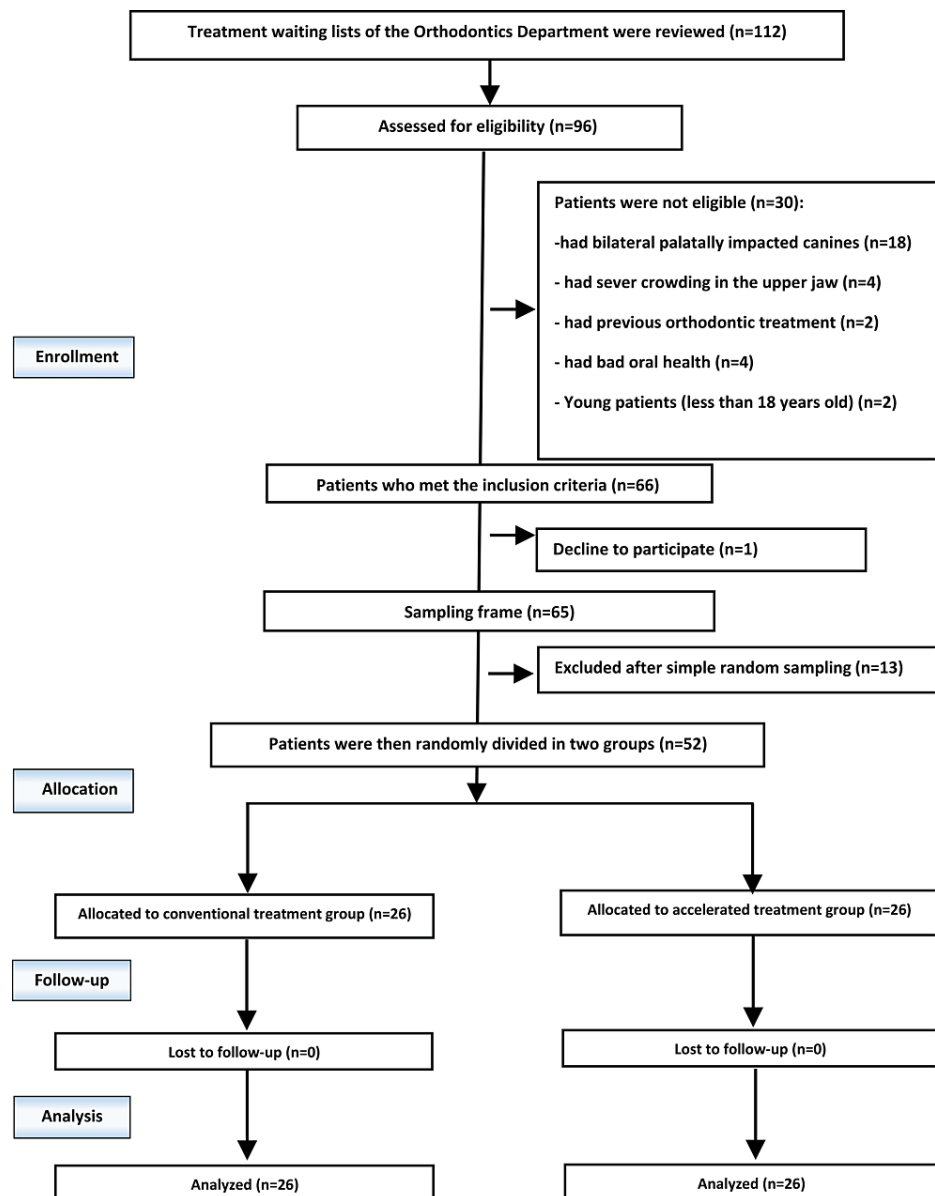 Treatment waiting lists of the Orthodontics Department were reviewed (n=112)
Assessed for eligibility (n=96)
Patients were not eligible (n=30):
-had bilateral palatally impacted canines (n=18)
- had sever crowding in the upper jaw (n=4)
- had previous orthodontic treatment (n=2)
- had bad oral health (n=4)
- Young patients (less than 18 years old) (n=2)
Enrollment
Patients who met the inclusion criteria (n=66)
Decline to participate (n=1)
Sampling frame (n=65)
Excluded after simple random sampling (n=13)
Patients were then randomly divided in two groups (n=52)
Allocation
Allocated to conventional treatment group (n=26)
Allocated to accelerated treatment group (n=26)
Follow-up
Lost to follow-up (n=0)
Lost to follow-up (n=0)
Analysis
Analyzed (n=26)
Analyzed (n=26)